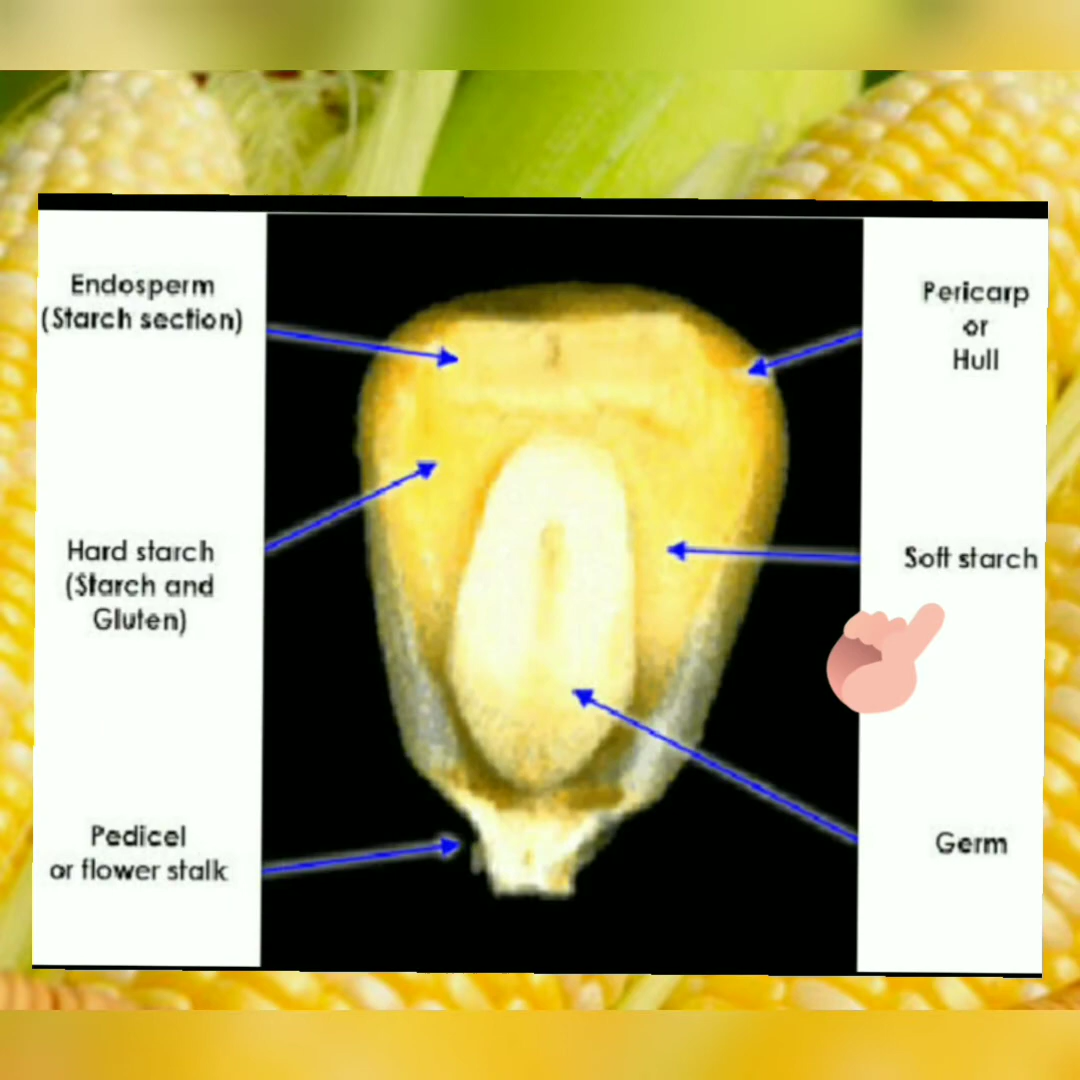 Endosperm
(Starch section)
Hard starch
(Starch and
Gluten)
Pedicel
or flower stalk
Pericarp
or
Hull
Soft starch
Germ